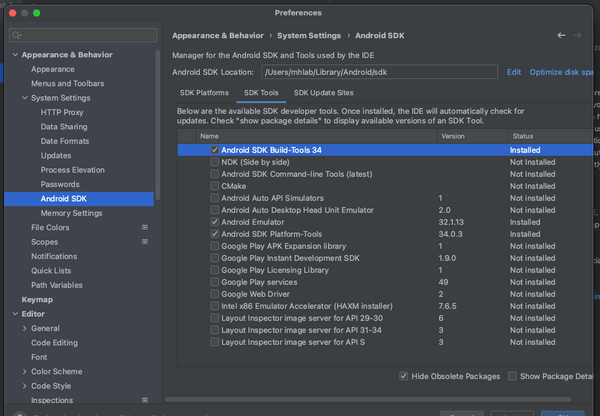 Preferences
Appearance & Behavior
Appearance
Menus and Toolbars
System Settings
HTTP Proxy
Data Sharing
Date Formats
Updates
Process Elevation
Passwords
Android SDK
Memory Settings
File Colors
Scopes
Notifications
Quick Lists
Path Variables
Keymap
Editor
General
Code Editing
Font
Color Scheme
Code Style
Inspections
Appearance & Behavior > System Settings > Android SDK
Manager for the Android SDK and Tools used by the IDE
Android SDK Location: /Users/mhlab/Library/Android/sdk Edit Optimize disk spa
SDK Platforms SDK Tools SDK Update Sites
Below are the available SDK developer tools. Once installed, the IDE will automatically check for
updates. Check "show package details" to display available versions of an SDK Tool.
Name Version Status
Android SDK Build-Tools 34 Installed
NDK (Side by side) Not Installed
Android SDK Command-line Tools (latest) Not Installed
CMake Not Installed
Android Auto API Simulators 1 Not installed
Android Auto Desktop Head Unit Emulator 2.0 Not installed
Android Emulator 32.1.13 Installed
Android SDK Platform-Tools 34.0.3 Installed
Google Play APK Expansion library 1 Not installed
Google Play Instant Development SDK 1.9.0 Not installed
Google Play Licensing Library 1 Not installed
Google Play services 49 Not installed
Google Web Driver 2 Not installed
Intel x86 Emulator Accelerator (HAXM installer) 7.6.5 Not installed
Layout Inspector image server for API 29-30 6 Not installed
Layout Inspector image server for API 31-34 3 Not installed
Layout Inspector image server for API S 3 Not installed
Hide Obsolete Packages Show Package Detai